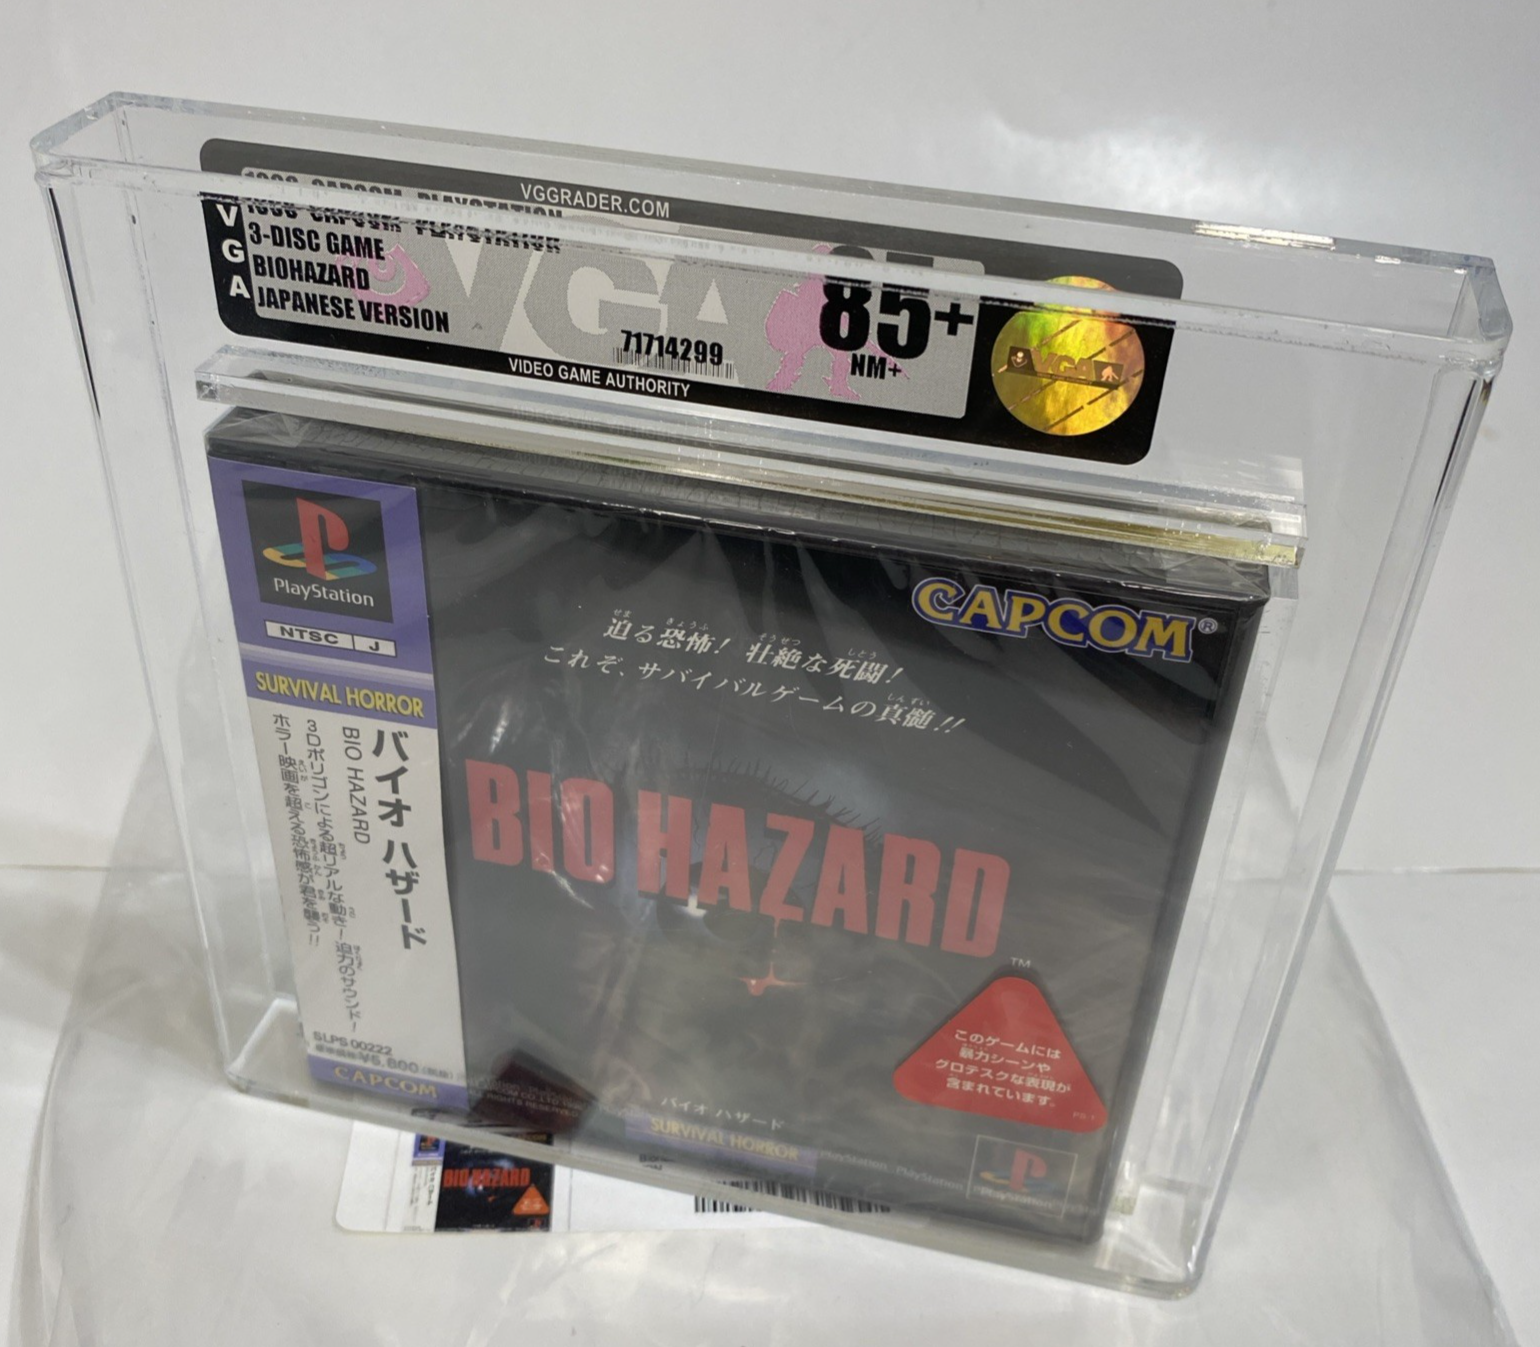 VGGRADER.COM
VGA
CAPCOM PLAYSTATION
3-DISC GAME
BIOHAZARD
JAPANESE VERSION
71714299
85+
NM+
VGA
VIDEO GAME AUTHORITY
PlayStation
NTSC J
SURVIVAL HORROR
バイオ ハザード
BIO HAZARD
3Dポリゴンによる超リアルな動き!迫力のサウンド!
ホラー映画を超える恐怖感が君を襲う!!
SLPS 00222
¥5,800
CAPCOM
CAPCOM®
迫る恐怖! 壮絶な死闘!
これぞ、サバイバルゲームの真髄!!
BIO HAZARD
TM
このゲームには
暴力シーンや
グロテスクな表現が
含まれています。
バイオ ハザード
SURVIVAL HORROR
PlayStation
BIO HAZARD